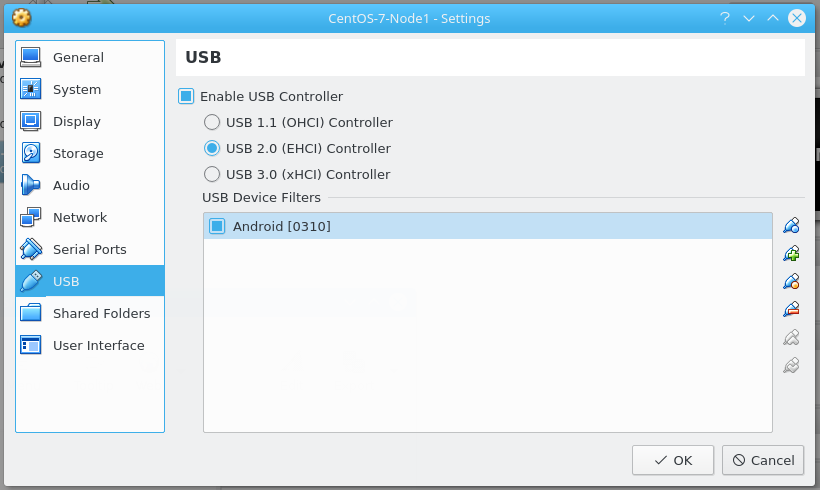 CentOS-7-Node1 - Settings
General
System
Display
Storage
Audio
Network
Serial Ports
USB
Shared Folders
User Interface
USB
Enable USB Controller
USB 1.1 (OHCI) Controller
USB 2.0 (EHCI) Controller
USB 3.0 (xHCI) Controller
USB Device Filters
Android [0310]
OK
Cancel